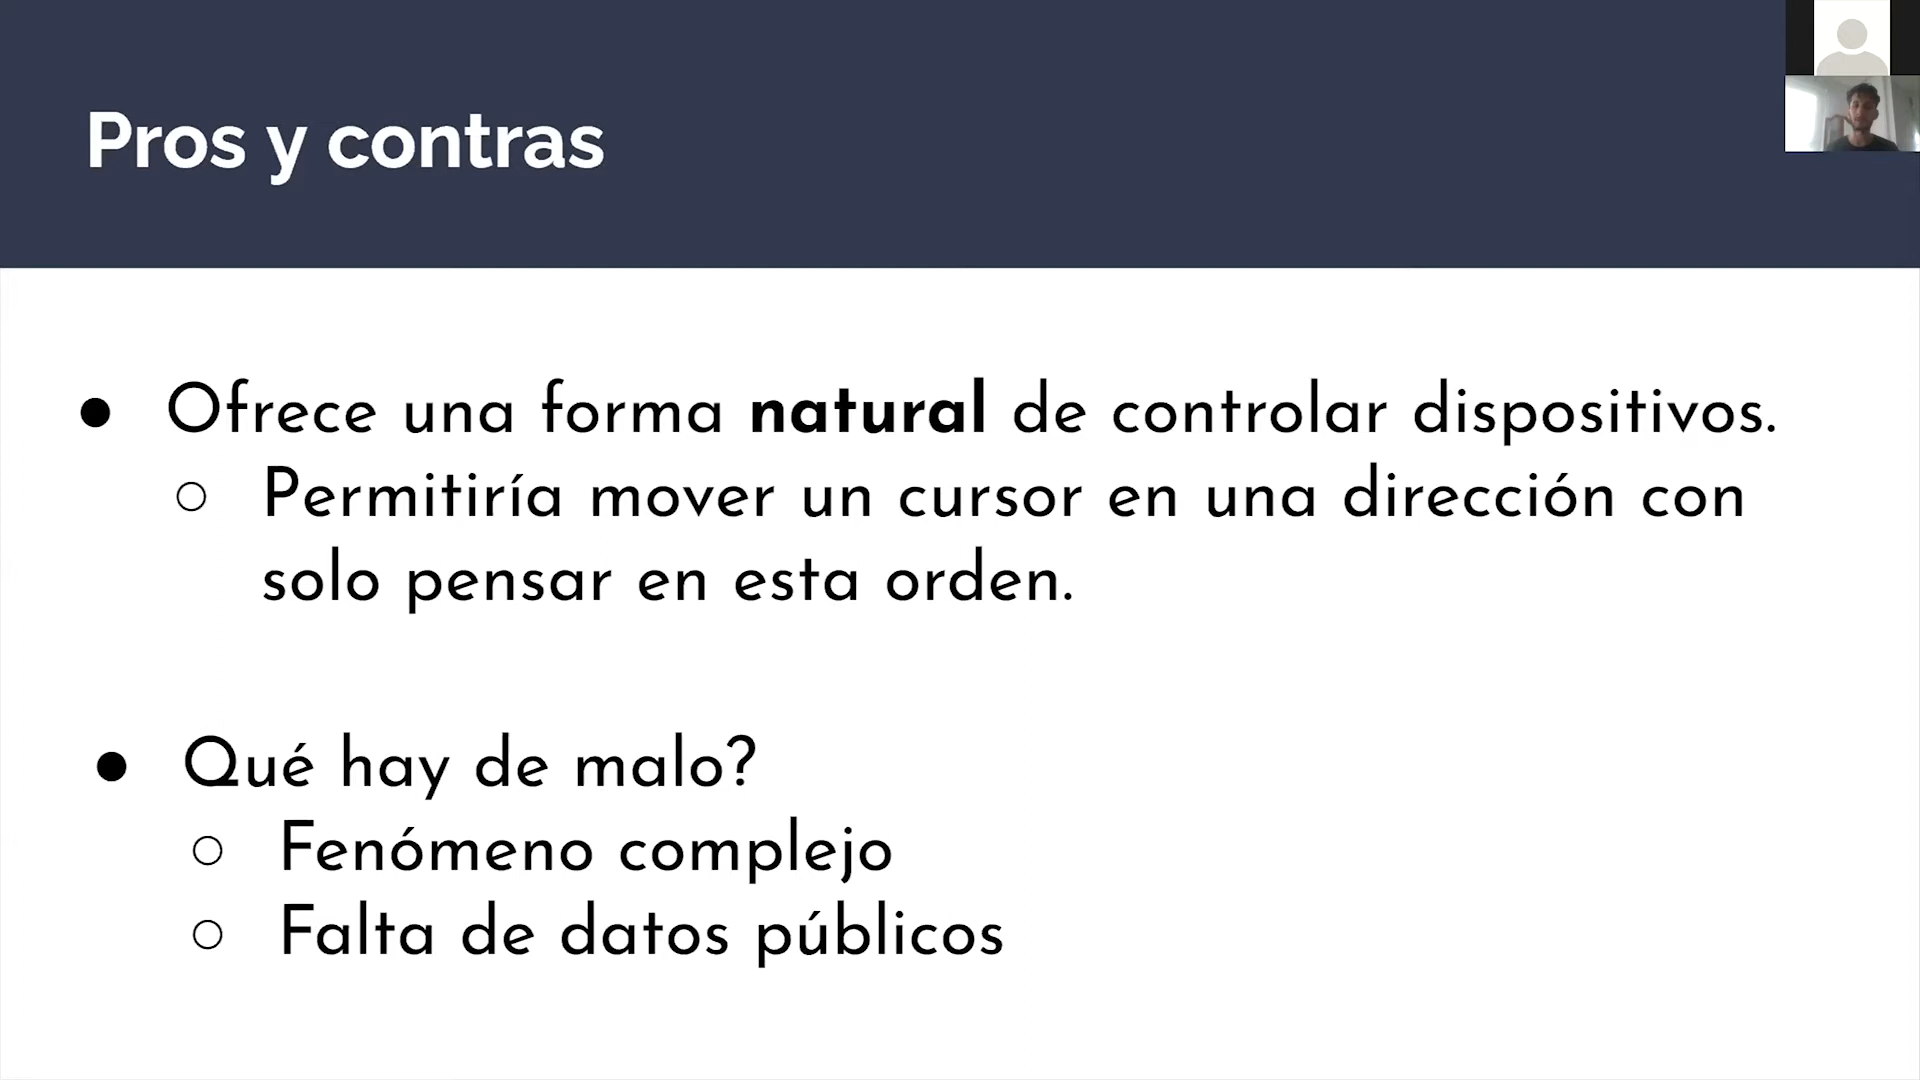 Pros y contras
● Ofrece una forma natural de controlar dispositivos.
○ Permitiría mover un cursor en una dirección con
solo pensar en esta orden.
● Qué hay de malo?
○ Fenómeno complejo
○ Falta de datos públicos